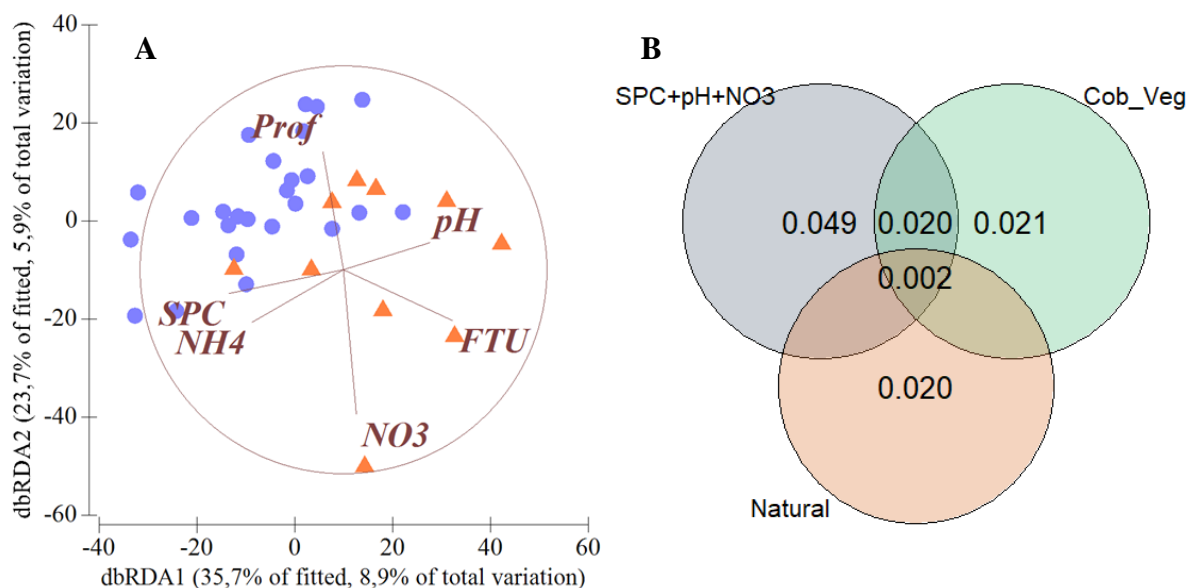 A
40
20
0
-20
-40
-60
dbRDA2 (23,7% of fitted, 5,9% of total variation)
Prof
pH
SPC
NH4
FTU
NO3
-40 -20 0 20 40 60
dbRDA1 (35,7% of fitted, 8,9% of total variation)
B
SPC+pH+NO3
Cob_Veg
0.049 0.020 0.021
0.002
0.020
Natural